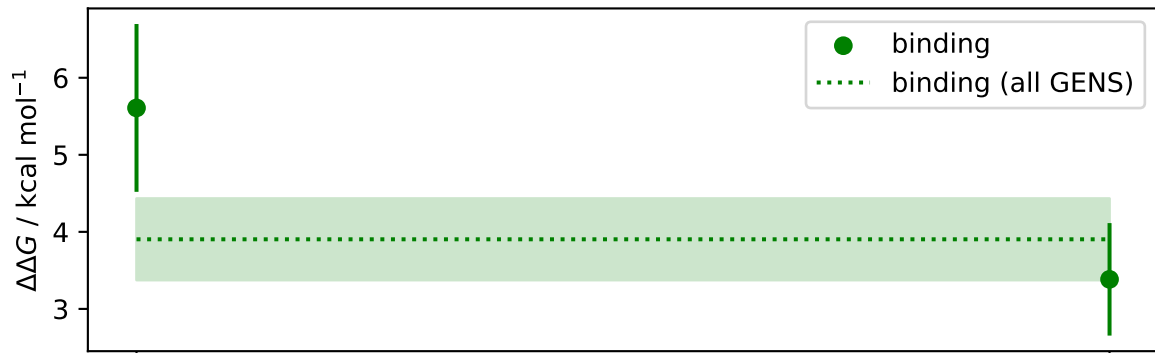 binding
binding (all GENS)
ΔΔG / kcal mol⁻¹
6
5
4
3